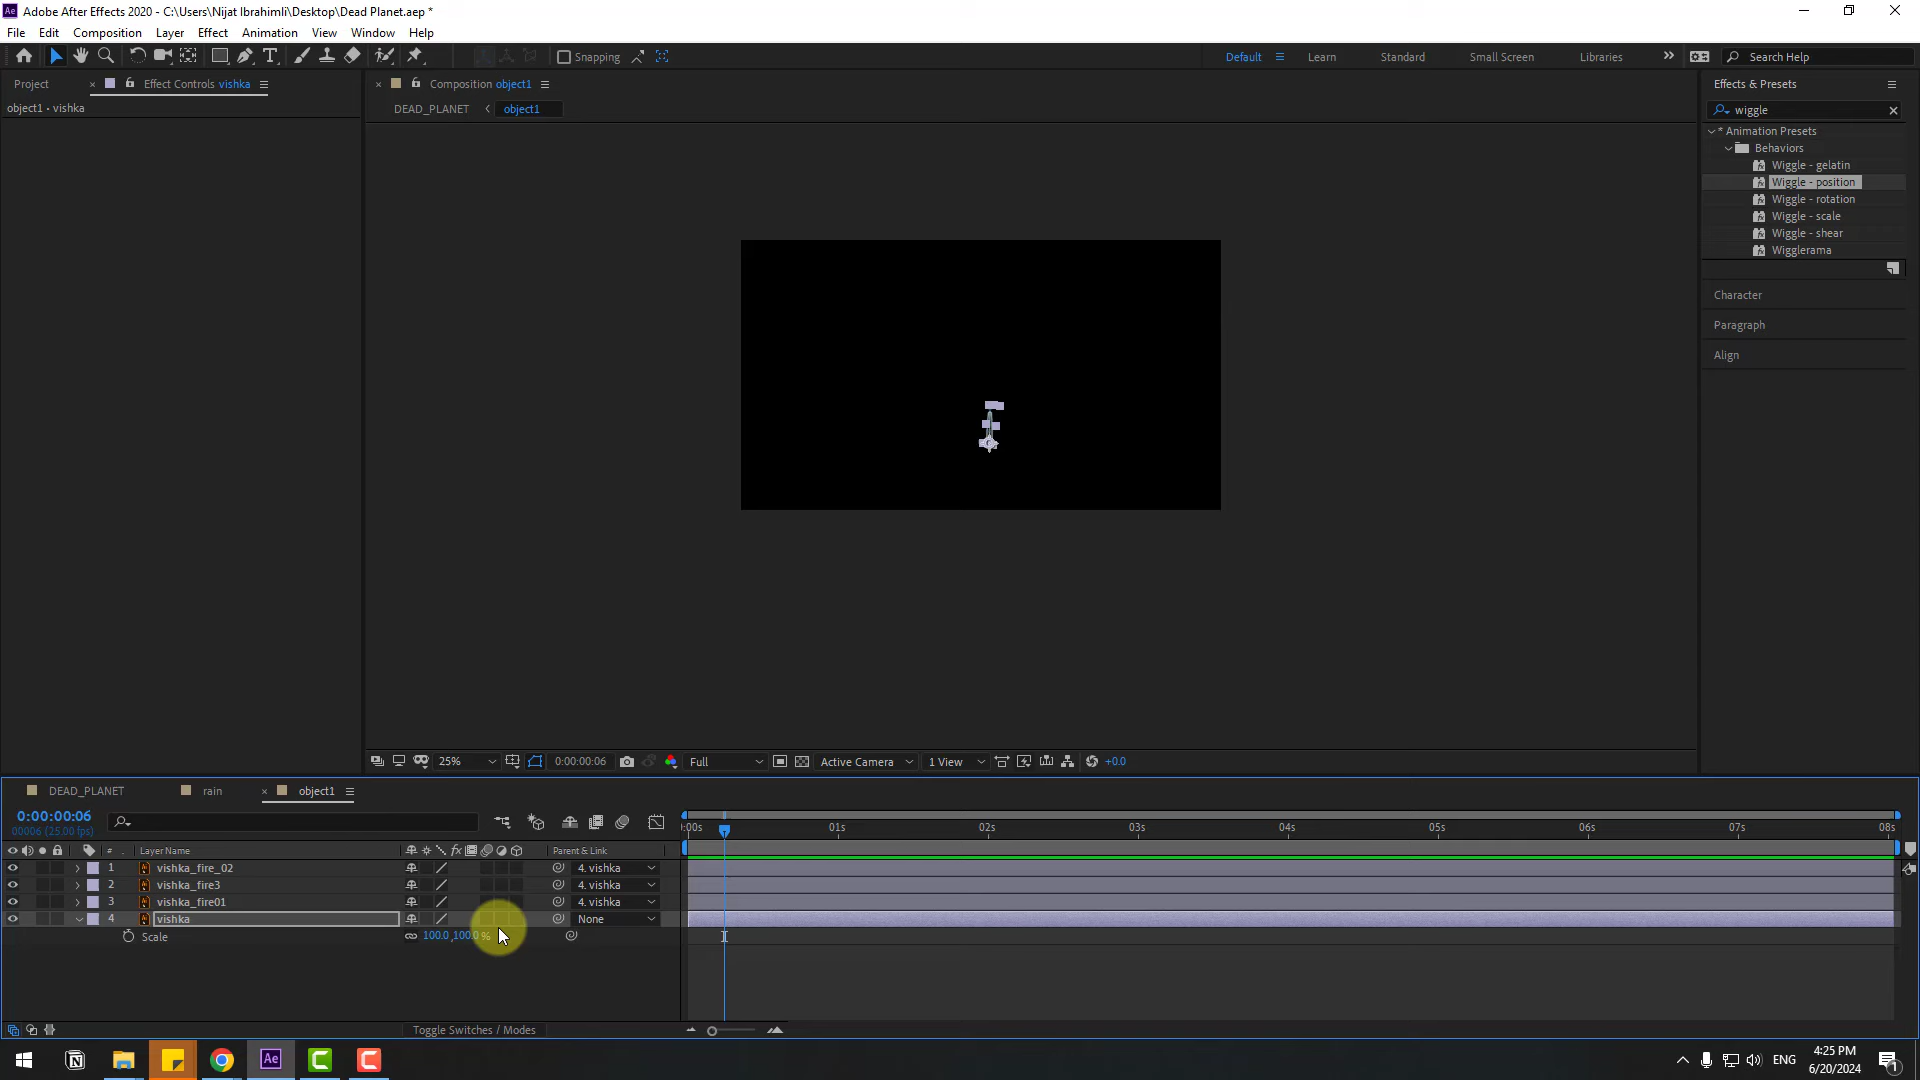 Adobe After Effects 2020 - C:\Users\Nijat Ibrahimli\Desktop\Dead Planet.aep *
File Edit Composition Layer Effect Animation View Window Help
Snapping
Default Learn Standard Small Screen Libraries
Search Help
Project
Effect Controls vishka
object1 • vishka
Composition object1
DEAD_PLANET
object1
Effects & Presets
wiggle
* Animation Presets
Behaviors
Wiggle - gelatin
Wiggle - position
Wiggle - rotation
Wiggle - scale
Wiggle - shear
Wigglerama
Character
Paragraph
Align
25%
0:00:00:06
Full
Active Camera
1 View
+0.0
DEAD_PLANET
rain
object1
0:00:00:06
00006 (25.00 fps)
:00s 01s 02s 03s 04s 05s 06s 07s 08s
# Layer Name Parent & Link
1 vishka_fire_02 4. vishka
2 vishka_fire3 4. vishka
3 vishka_fire01 4. vishka
4 vishka None
Scale 100.0,100.0 %
Toggle Switches / Modes
ENG
4:25 PM
6/20/2024
1